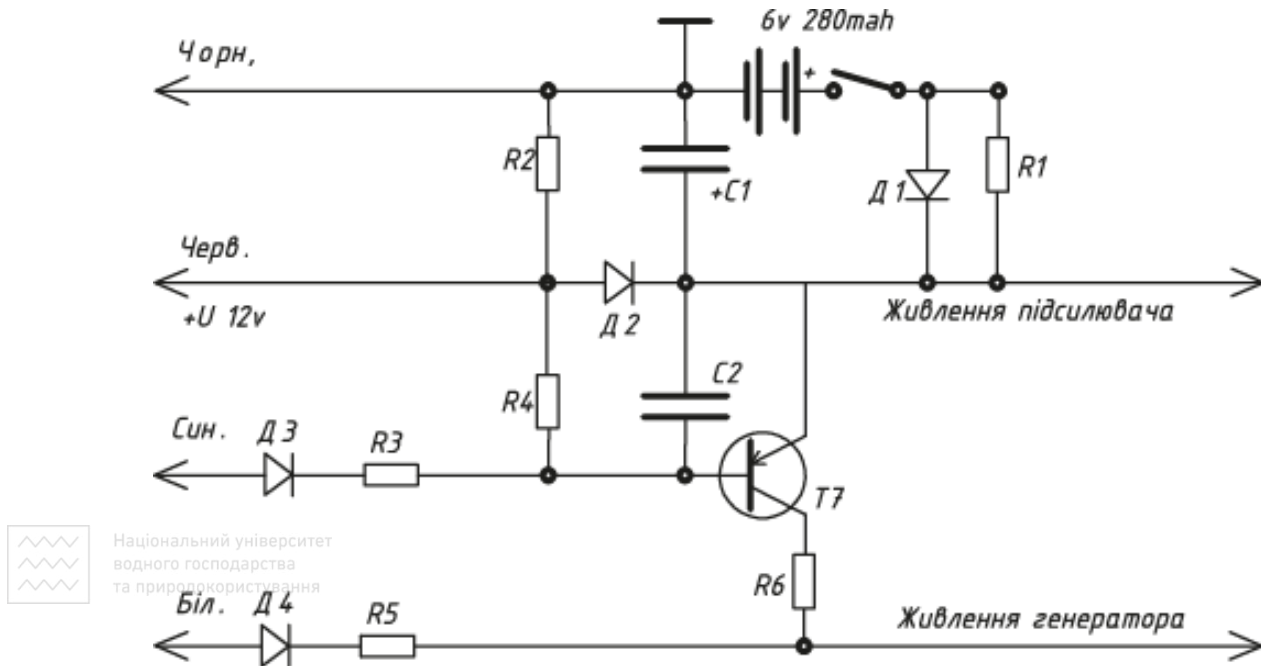 6v 280mah
Чорн,
+
R2
+C1
Д 1
R1
Черв.
+U 12v
Д 2
Живлення підсилювача
R4
C2
Син.
Д 3
R3
T7
Національний університет
водного господарства
та природокористування
R6
Біл.
Д 4
R5
Живлення генератора